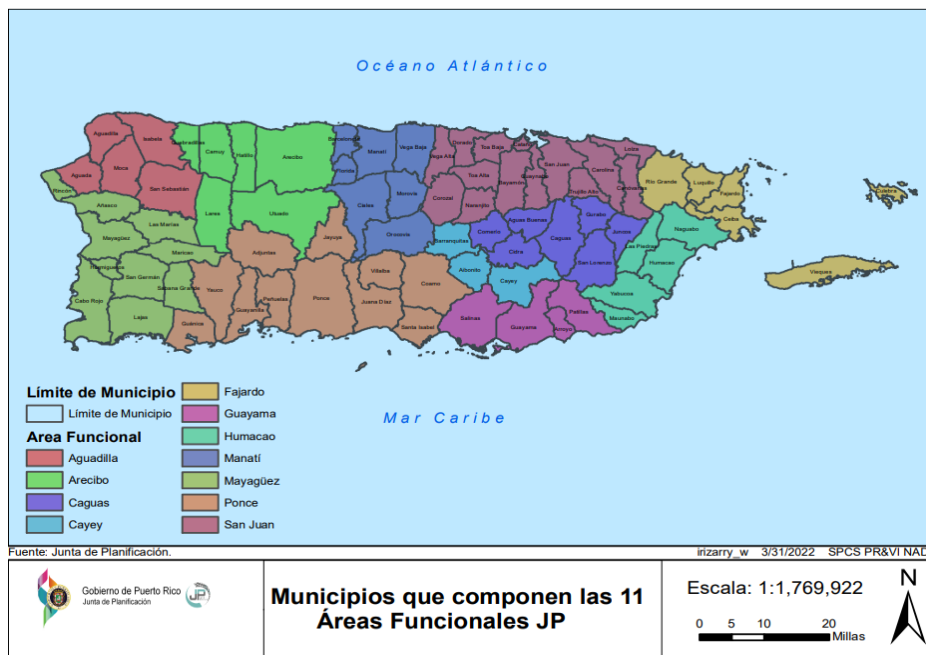 Océano Atlántico
Aguadilla
Isabela
Quebradillas
Camuy
Hatillo
Arecibo
Barceloneta
Manatí
Vega Baja
Vega Alta
Dorado
Toa Baja
Cataño
San Juan
Loiza
Carolina
Aguada
Moca
San Sebastián
Florida
Toa Alta
Bayamón
Guaynabo
Trujillo Alto
Canóvanas
Río Grande
Luquillo
Fajardo
Culebra
Rincón
Añasco
Lares
Utuado
Ciales
Morovis
Corozal
Naranjito
Ceiba
Mayagüez
Las Marías
Maricao
Adjuntas
Jayuya
Orocovis
Barranquitas
Comerío
Aguas Buenas
Gurabo
Juncos
Caguas
Cidra
Las Piedras
Naguabo
Humacao
Vieques
Hormigueros
San Germán
Sabana Grande
Yauco
Peñuelas
Ponce
Villalba
Coamo
Aibonito
Cayey
San Lorenzo
Yabucoa
Cabo Rojo
Lajas
Guánica
Guayanilla
Juana Díaz
Santa Isabel
Salinas
Guayama
Patillas
Arroyo
Maunabo
Mar Caribe
Límite de Municipio
Límite de Municipio
Area Funcional
Aguadilla
Arecibo
Caguas
Cayey
Fajardo
Guayama
Humacao
Manatí
Mayagüez
Ponce
San Juan
Fuente: Junta de Planificación.
irizarry_w 3/31/2022 SPCS PR&VI NAD
Gobierno de Puerto Rico
Junta de Planificación
JP
Municipios que componen las 11
Áreas Funcionales JP
Escala: 1:1,769,922
0 5 10 20
Millas
N